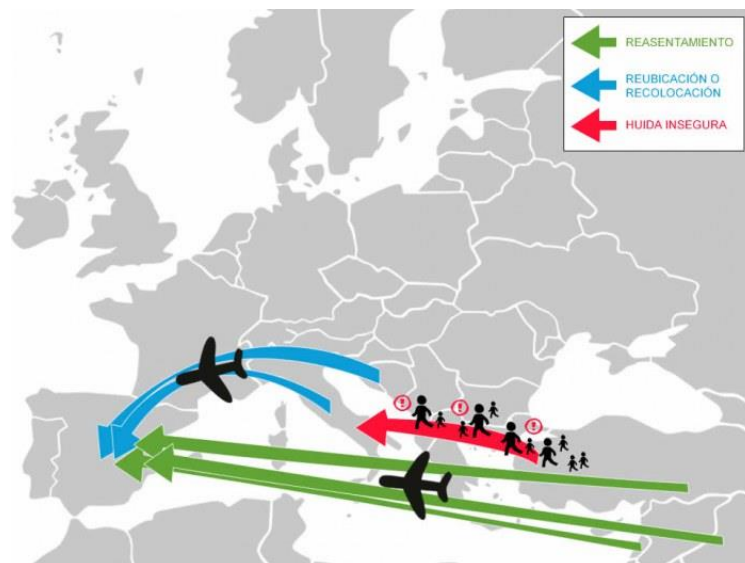 REASENTAMIENTO
REUBICACIÓN O
RECOLOCACIÓN
HUIDA INSEGURA